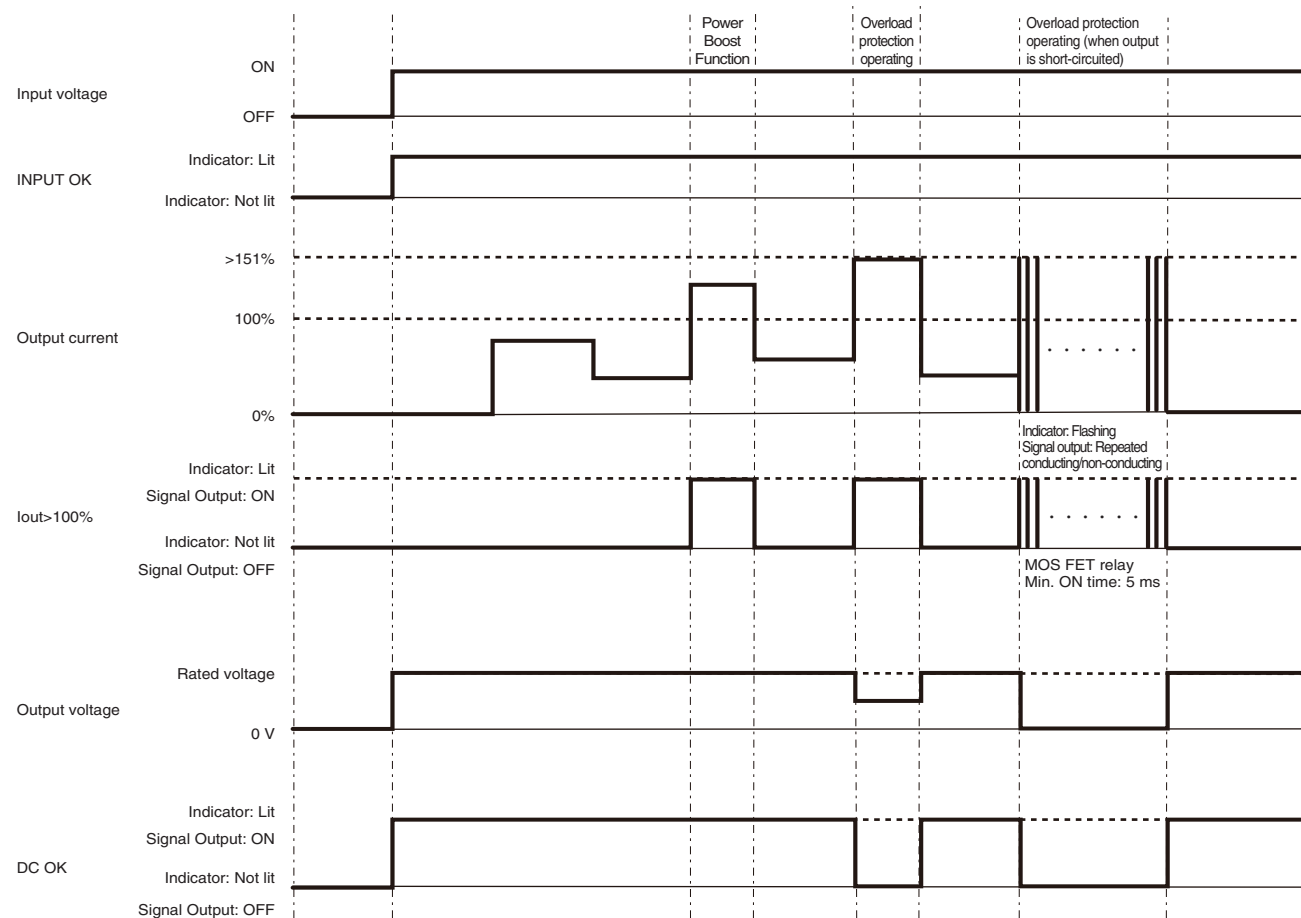 Power
Boost
Function
Overload
protection
operating
Overload protection
operating (when output
is short-circuited)
Input voltage
ON
OFF
INPUT OK
Indicator: Lit
Indicator: Not lit
Output current
>151%
100%
0%
Indicator: Flashing
Signal output: Repeated
conducting/non-conducting
Iout>100%
Indicator: Lit
Signal Output: ON
Indicator: Not lit
Signal Output: OFF
MOS FET relay
Min. ON time: 5 ms
Output voltage
Rated voltage
0 V
DC OK
Indicator: Lit
Signal Output: ON
Indicator: Not lit
Signal Output: OFF